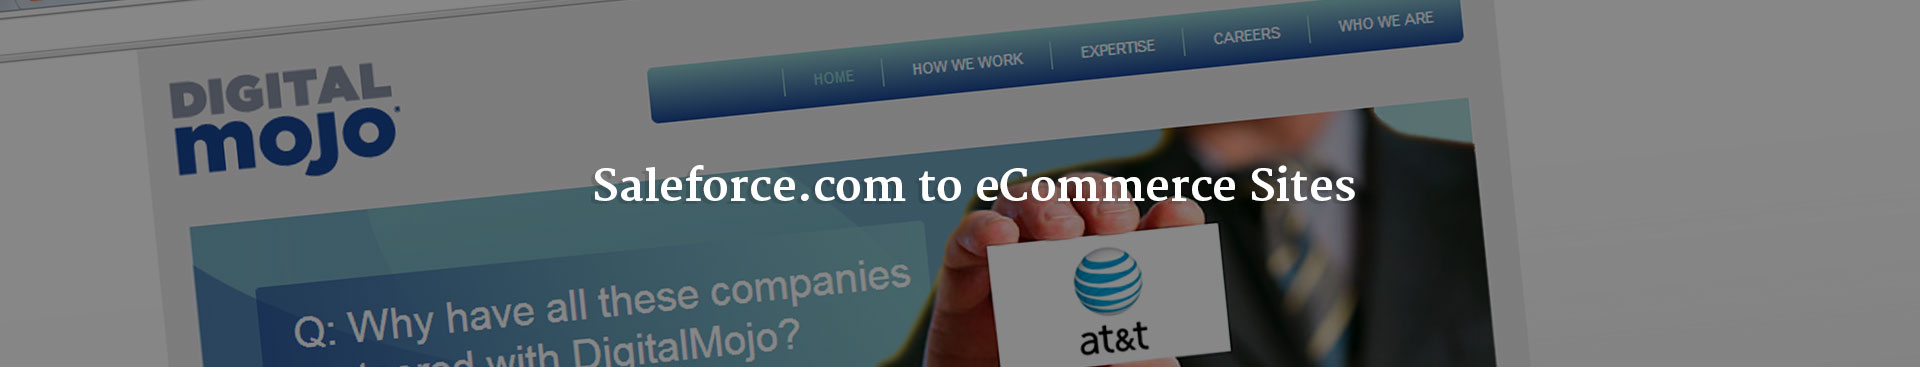 DIGITAL
mojo
HOME
HOW WE WORK
EXPERTISE
CAREERS
WHO WE ARE
Saleforce.com to eCommerce Sites
Q: Why have all these companies
with DigitalMojo?
at&t